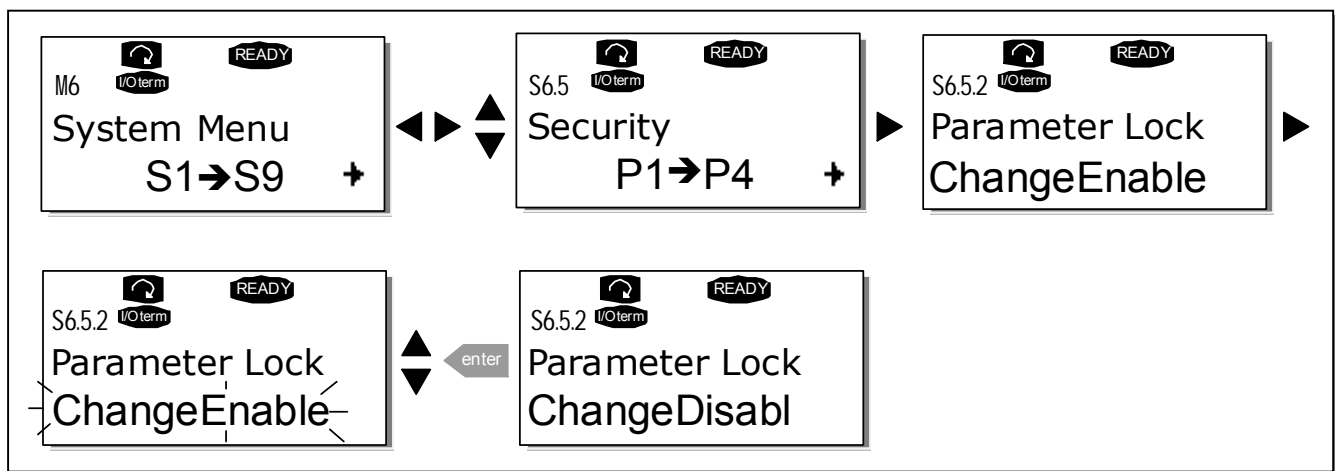 READY
M6 I/Oterm
System Menu
S1➔S9
READY
S6.5 I/Oterm
Security
P1➔P4
READY
S6.5.2 I/Oterm
Parameter Lock
ChangeEnable
READY
S6.5.2 I/Oterm
Parameter Lock
ChangeEnable
enter
READY
S6.5.2 I/Oterm
Parameter Lock
ChangeDisabl